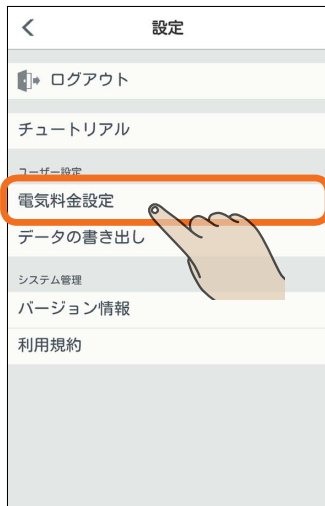 設定
ログアウト
チュートリアル
ユーザー設定
電気料金設定
データの書き出し
システム管理
バージョン情報
利用規約